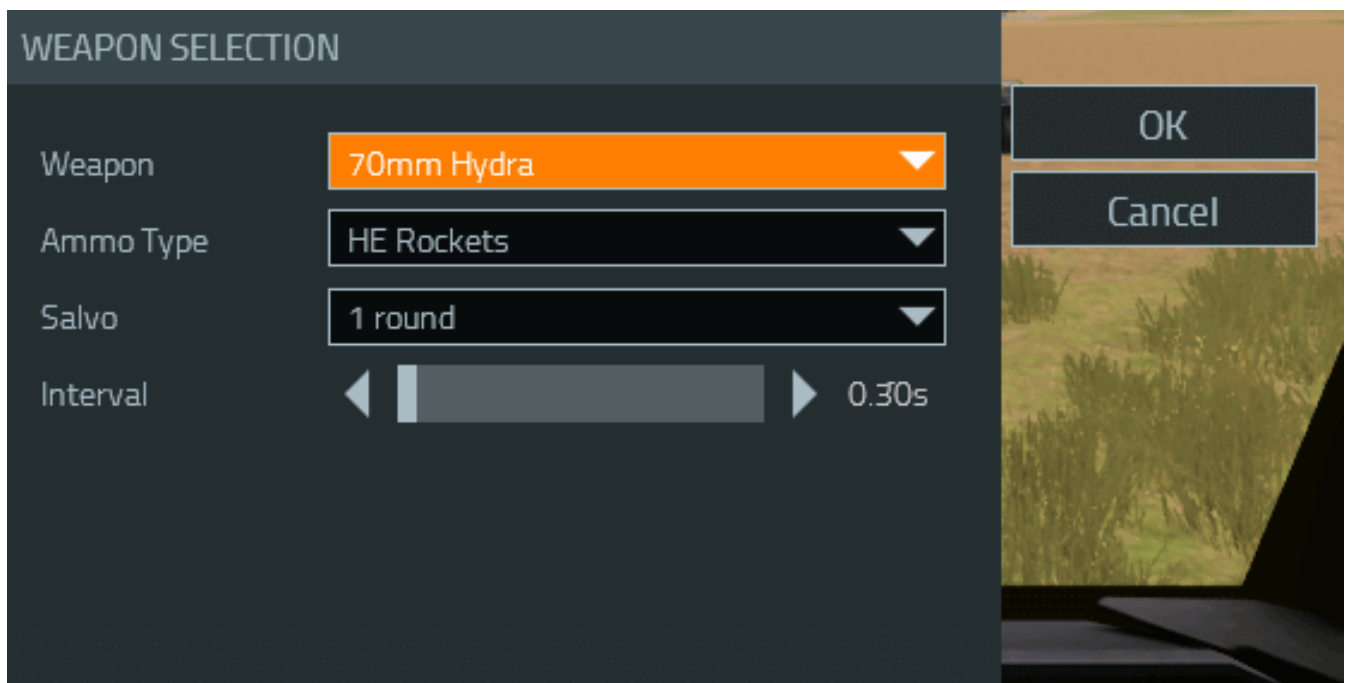 WEAPON SELECTION
Weapon
70mm Hydra
Ammo Type
HE Rockets
Salvo
1 round
Interval
0.30s
OK
Cancel